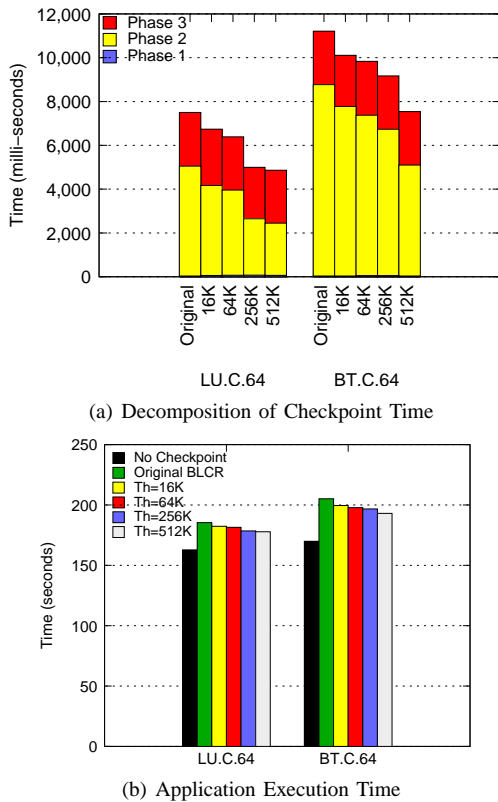 12,000
10,000
8,000
6,000
4,000
2,000
0
Time (milli−seconds)
Phase 3
Phase 2
Phase 1
Original
16K
64K
256K
512K
Original
16K
64K
256K
512K
LU.C.64
BT.C.64
(a) Decomposition of Checkpoint Time
250
200
150
100
50
0
Time (seconds)
No Checkpoint
Original BLCR
Th=16K
Th=64K
Th=256K
Th=512K
LU.C.64
BT.C.64
(b) Application Execution Time